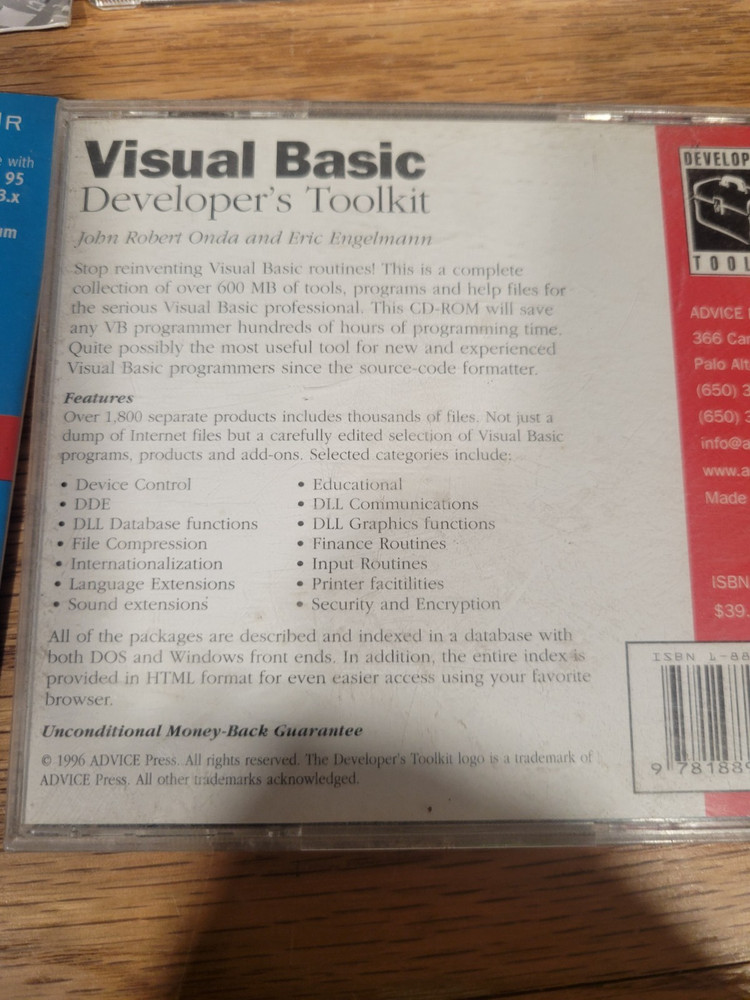 UR
with
95
3.x
Visual Basic
Developer's Toolkit
John Robert Onda and Eric Engelmann
Stop reinventing Visual Basic routines! This is a complete
collection of over 600 MB of tools, programs and help files for
the serious Visual Basic professional. This CD-ROM will save
any VB programmer hundreds of hours of programming time.
Quite possibly the most useful tool for new and experienced
Visual Basic programmers since the source-code formatter.
Features
Over 1,800 separate products includes thousands of files. Not just a
dump of Internet files but a carefully edited selection of Visual Basic
programs, products and add-ons. Selected categories include:
• Device Control
• DDE
• DLL Database functions
• File Compression
• Internationalization
• Language Extensions
• Sound extensions
• Educational
• DLL Communications
• DLL Graphics functions
• Finance Routines
• Input Routines
• Printer facitilities
• Security and Encryption
All of the packages are described and indexed in a database with
both DOS and Windows front ends. In addition, the entire index is
provided in HTML format for even easier access using your favorite
browser.
Unconditional Money-Back Guarantee
© 1996 ADVICE Press. All rights reserved. The Developer's Toolkit logo is a trademark of
ADVICE Press. All other trademarks acknowledged.
DEVELOP
TOOL
ADVICE
366 Car
Palo Alt
(650) 3
(650) 3
info@a
www.a
Made
ISBN
$39.
ISBN 1-88
9 78188